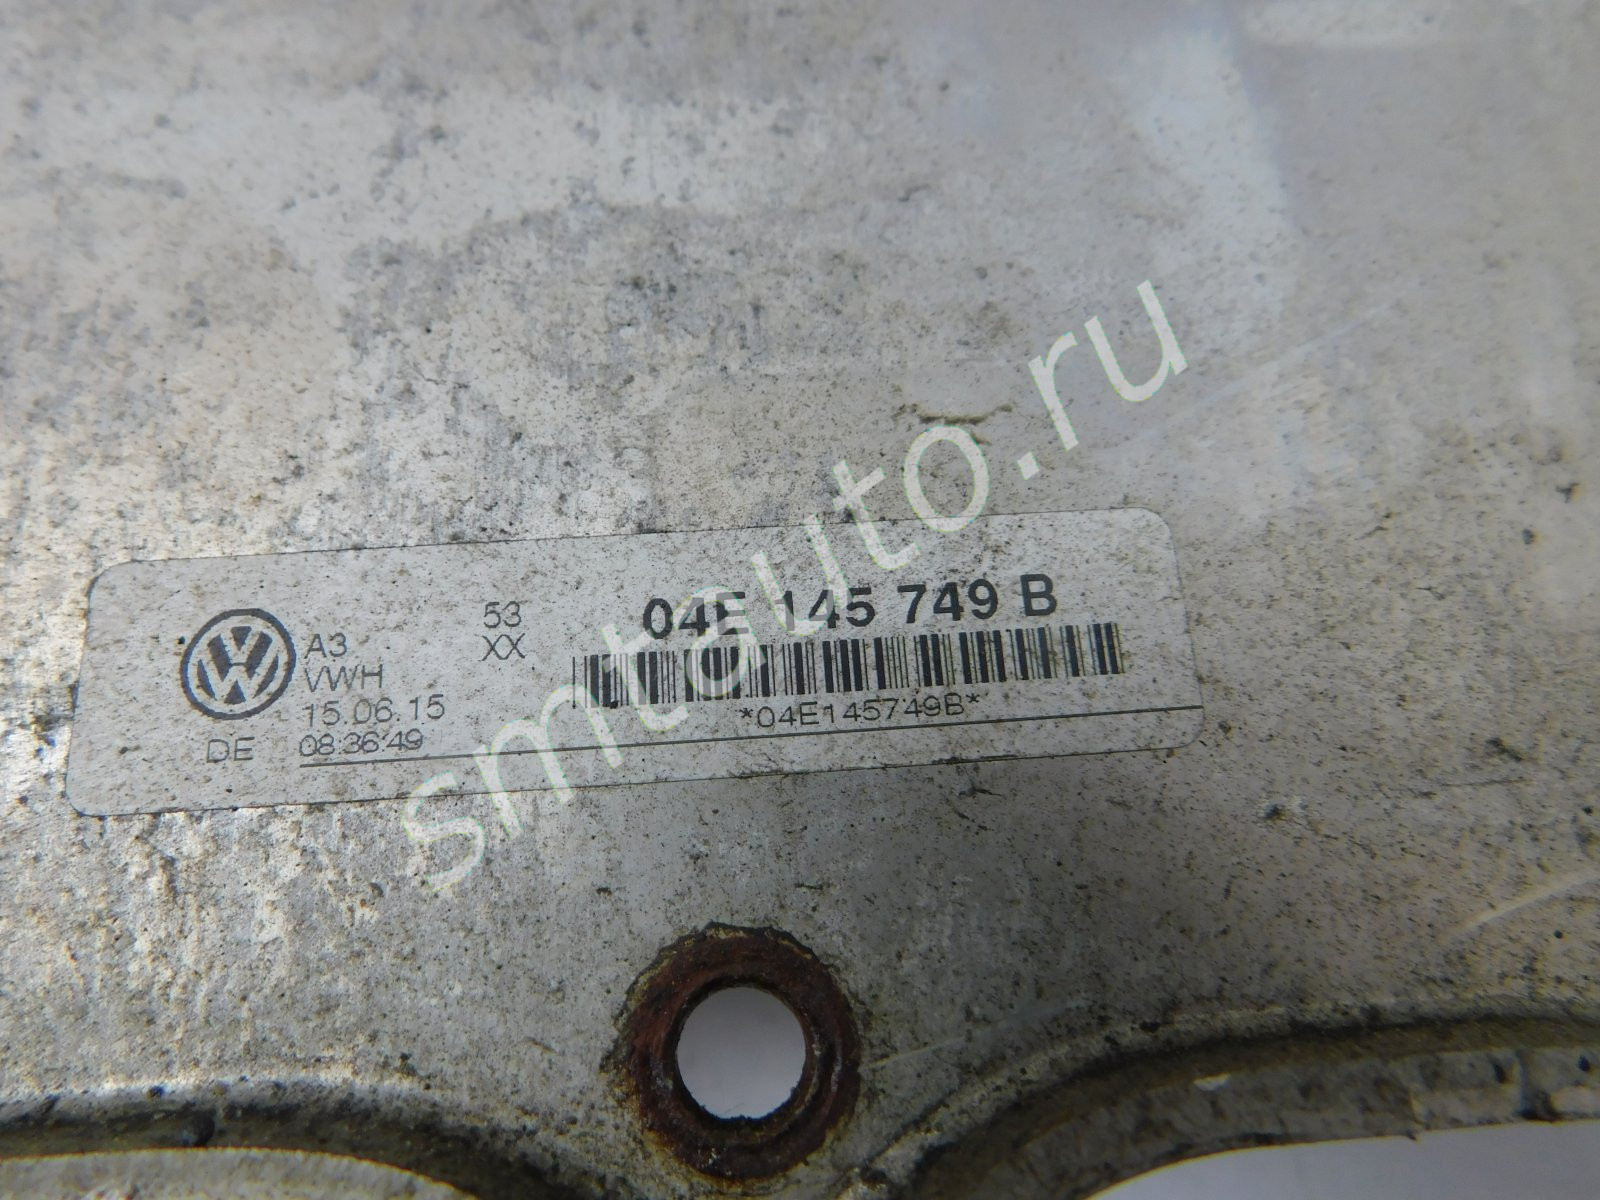 A3
VWH
15.06.15
DE 08:36:49
53
XX
04E 145 749 B
*04E145749B*
smtauto.ru